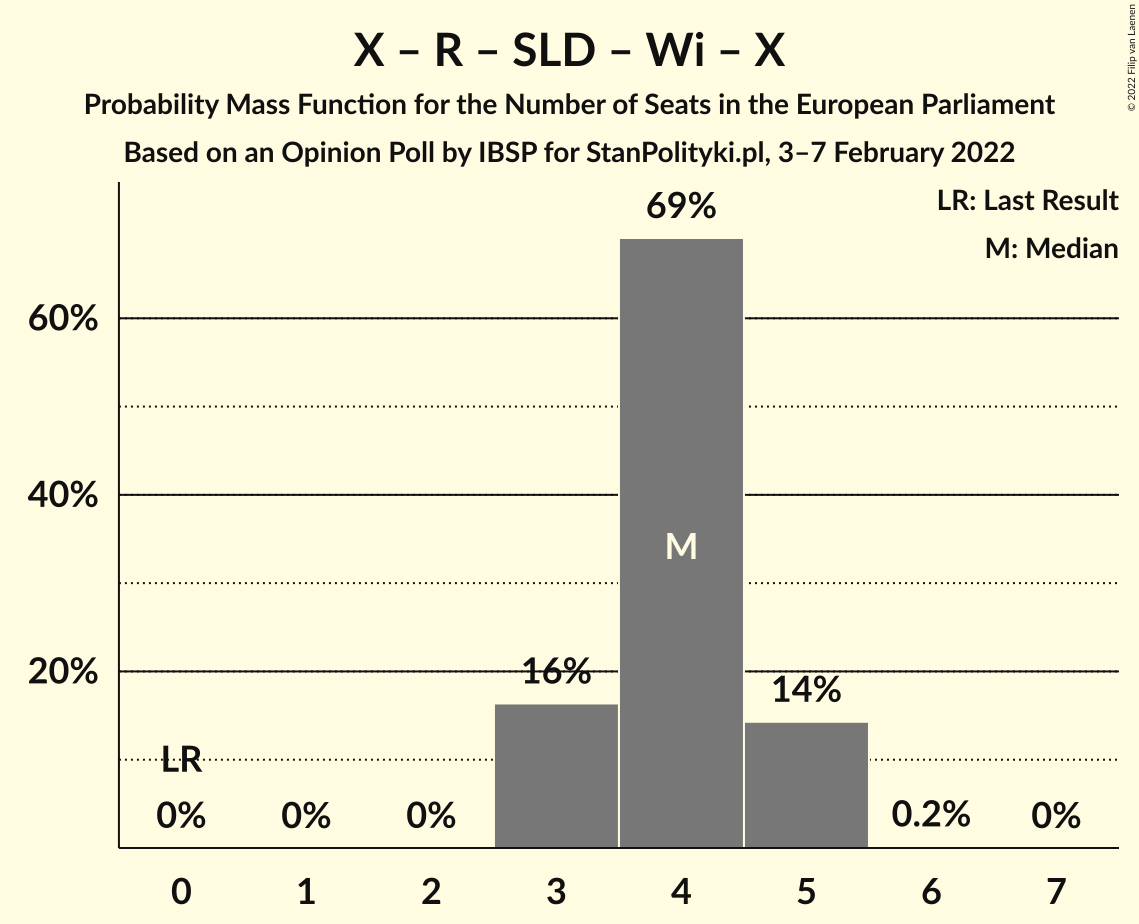 X – R – SLD – Wi – X
Probability Mass Function for the Number of Seats in the European Parliament
Based on an Opinion Poll by IBSP for StanPolityki.pl, 3–7 February 2022
© 2022 Filip van Laenen
LR: Last Result
M: Median
69%
60%
40%
M
20%
16%
14%
LR
0%
0%
0%
0.2%
0%
0
1
2
3
4
5
6
7